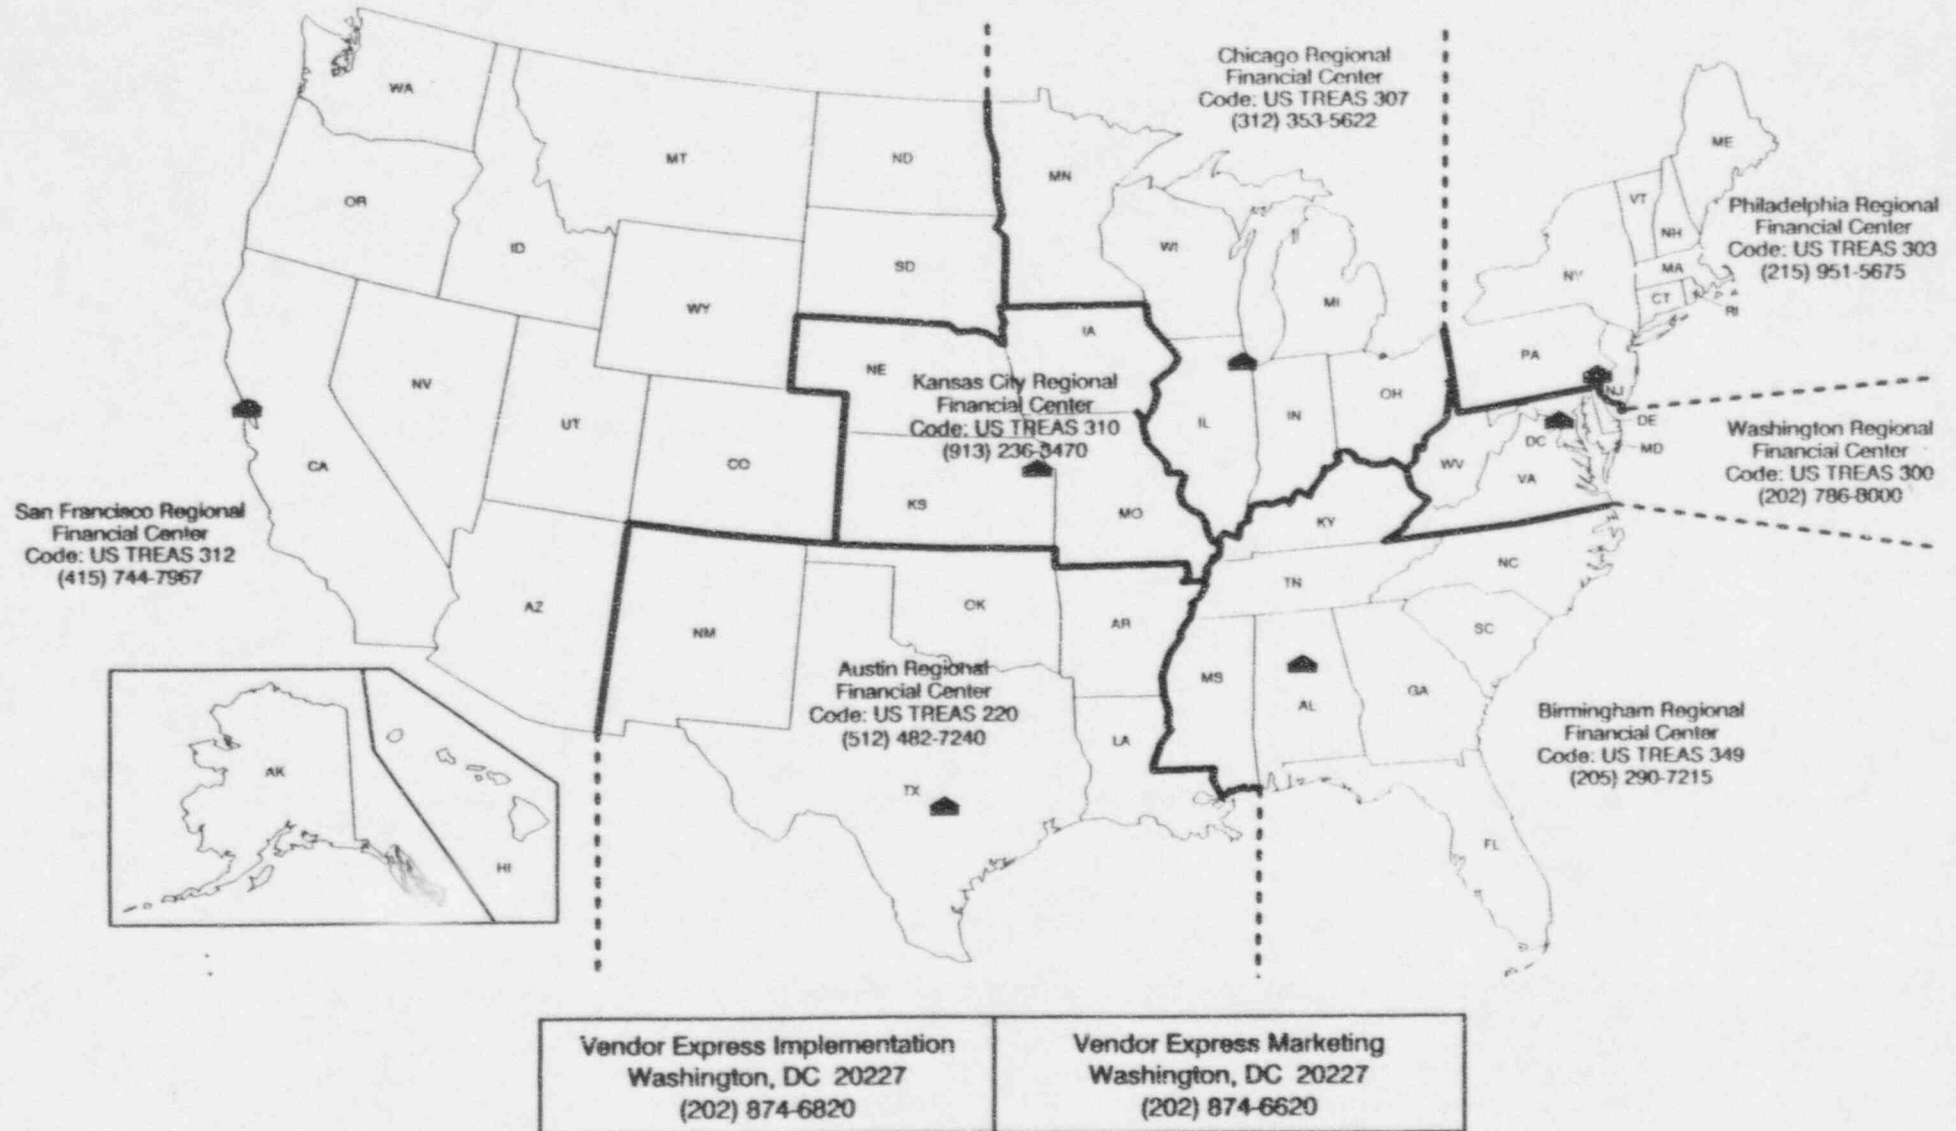 Chicago Regional
Financial Center
Code: US TREAS 307
(312) 353-5622
WA
MT
ND
MN
ME
OR
ID
SD
WI
MI
VT
NH
NY
MA
CT
RI
Philadelphia Regional
Financial Center
Code: US TREAS 303
(215) 951-5675
WY
NV
UT
CO
CA
NE
IA
Kansas City Regional
Financial Center
Code: US TREAS 310
(913) 236-3470
KS
MO
IL
IN
OH
PA
NJ
DE
MD
DC
WV
VA
KY
Washington Regional
Financial Center
Code: US TREAS 300
(202) 786-8000
San Francisco Regional
Financial Center
Code: US TREAS 312
(415) 744-7967
AZ
NM
OK
AR
TN
NC
SC
MS
AL
GA
Austin Regional
Financial Center
Code: US TREAS 220
(512) 482-7240
LA
TX
Birmingham Regional
Financial Center
Code: US TREAS 349
(205) 290-7215
FL
AK
HI
Vendor Express Implementation
Washington, DC 20227
(202) 874-6820
Vendor Express Marketing
Washington, DC 20227
(202) 874-6620